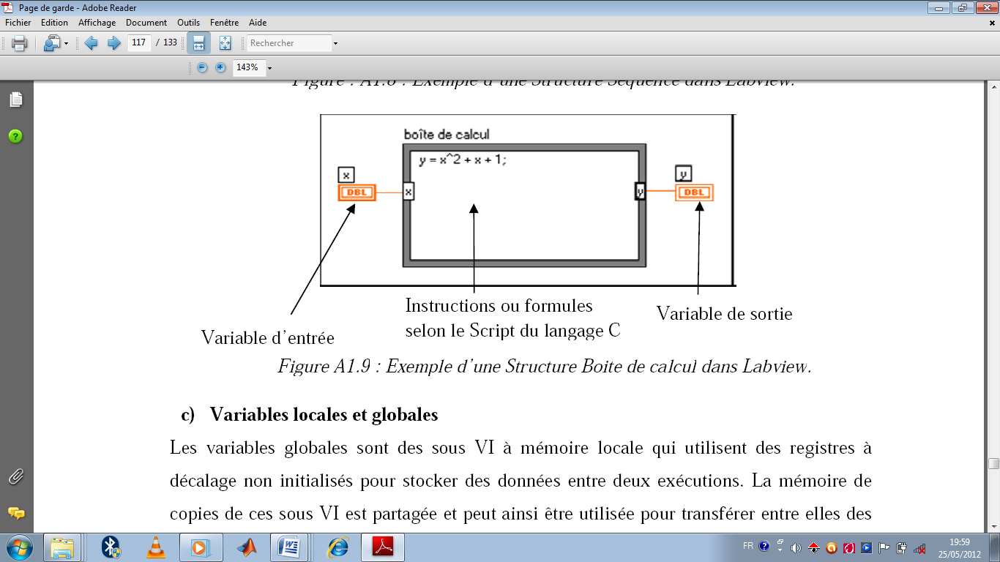 Page de garde - Adobe Reader
Fichier Edition Affichage Document Outils Fenêtre Aide
117 / 133 Rechercher
143%
Figure : A1.8 : Exemple d'une Structure Séquence dans Labview.
boîte de calcul
y = x^2 + x + 1;
x y
DBL x y DBL
Instructions ou formules
selon le Script du langage C
Variable de sortie
Variable d'entrée
Figure A1.9 : Exemple d'une Structure Boite de calcul dans Labview.
c) Variables locales et globales
Les variables globales sont des sous VI à mémoire locale qui utilisent des registres à
décalage non initialisés pour stocker des données entre deux exécutions. La mémoire de
copies de ces sous VI est partagée et peut ainsi être utilisée pour transférer entre elles des
FR 19:59
25/05/2012